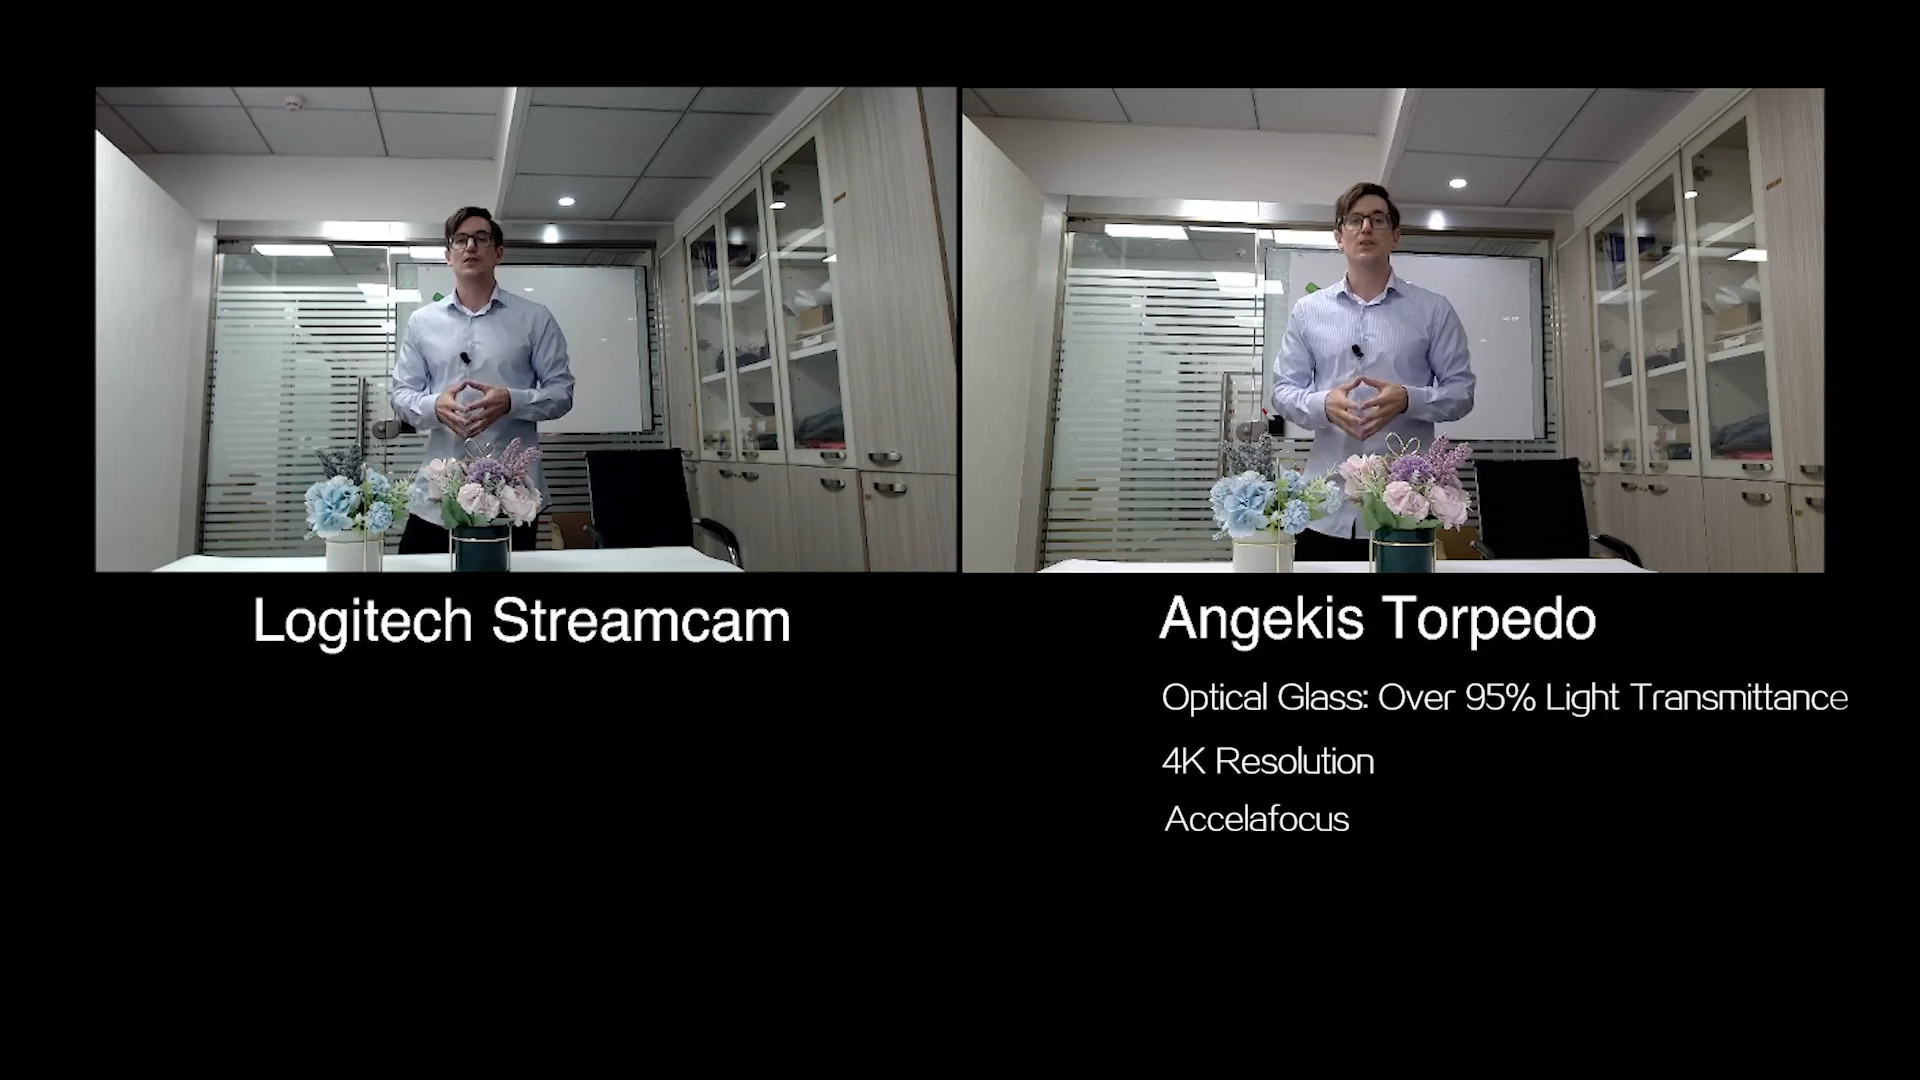 Logitech Streamcam
Angekis Torpedo
Optical Glass: Over 95% Light Transmittance
4K Resolution
Accelafocus